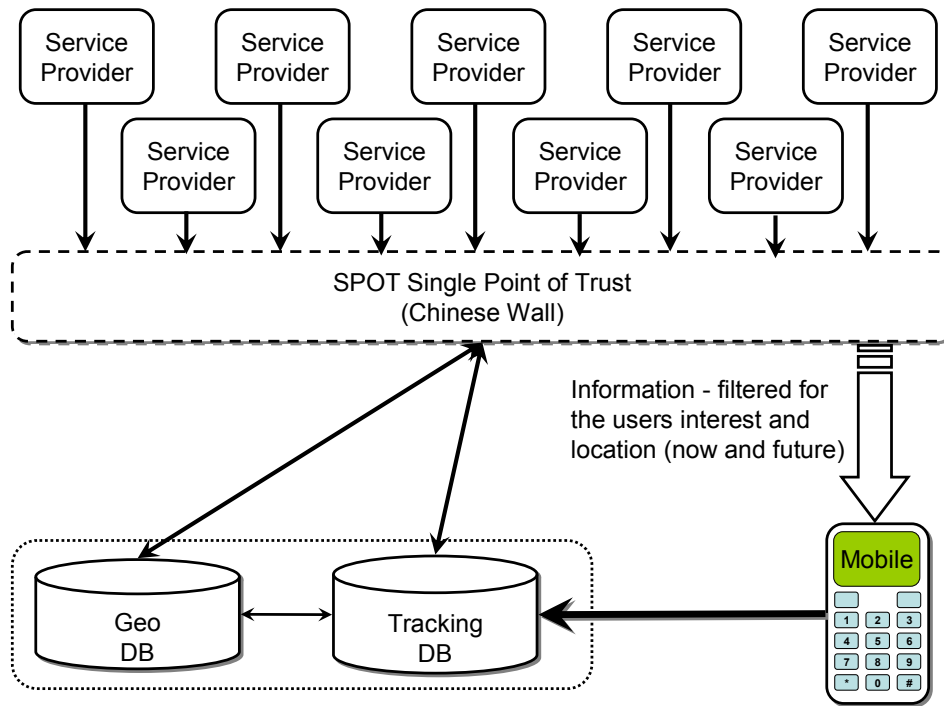 Service
Provider
Service
Provider
Service
Provider
Service
Provider
Service
Provider
Service
Provider
Service
Provider
Service
Provider
Service
Provider
SPOT Single Point of Trust
(Chinese Wall)
Information - filtered for
the users interest and
location (now and future)
Geo
DB
Tracking
DB
Mobile
1 2 3
4 5 6
7 8 9
* 0 #